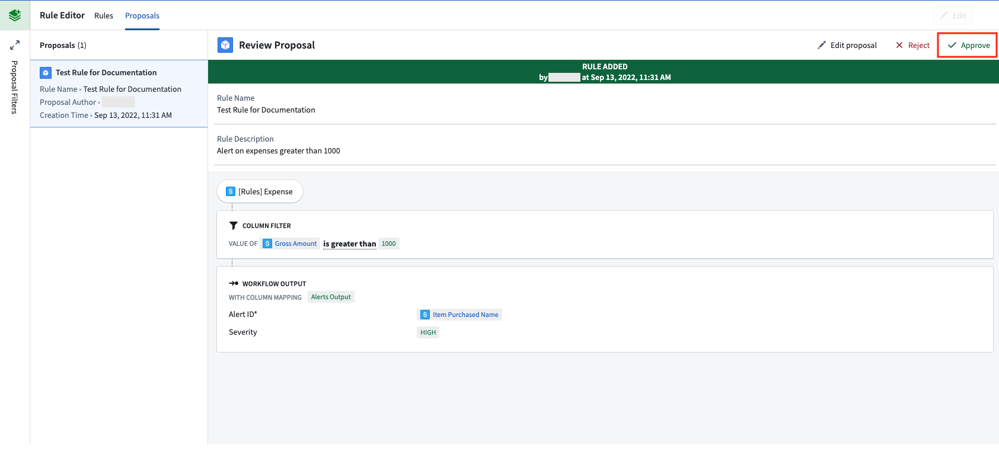 Rule Editor Rules Proposals Edit
Proposal Filters
Proposals (1)
Test Rule for Documentation
Rule Name • Test Rule for Documentation
Proposal Author •
Creation Time • Sep 13, 2022, 11:31 AM
Review Proposal Edit proposal Reject Approve
RULE ADDED
by at Sep 13, 2022, 11:31 AM
Rule Name
Test Rule for Documentation
Rule Description
Alert on expenses greater than 1000
$ [Rules] Expense
COLUMN FILTER
VALUE OF $ Gross Amount is greater than 1000
WORKFLOW OUTPUT
WITH COLUMN MAPPING Alerts Output
Alert ID* $ Item Purchased Name
Severity HIGH